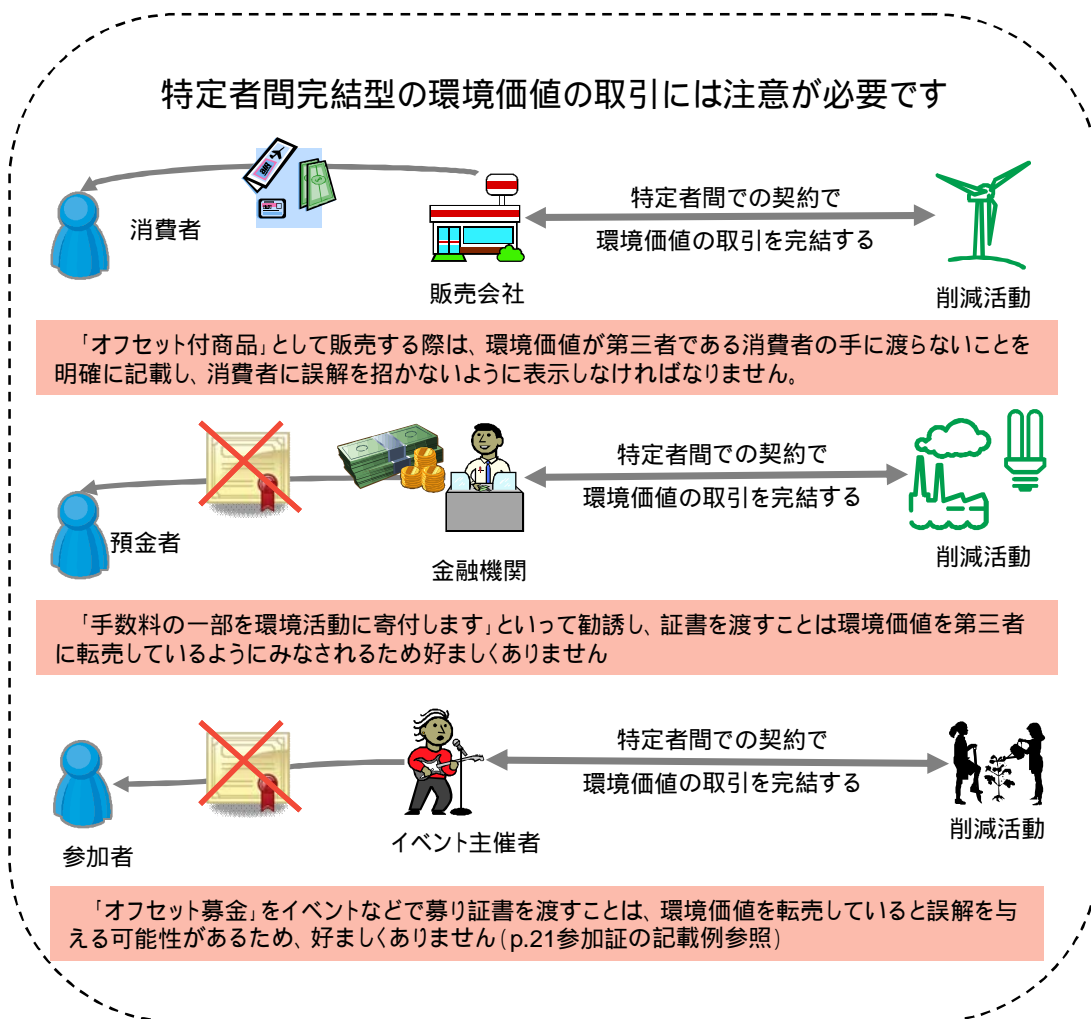 特定者間完結型の環境価値の取引には注意が必要です
消費者
販売会社
特定者間での契約で
環境価値の取引を完結する
削減活動
「オフセット付商品」として販売する際は、環境価値が第三者である消費者の手に渡らないことを
明確に記載し、消費者に誤解を招かないように表示しなければなりません。
預金者
金融機関
特定者間での契約で
環境価値の取引を完結する
削減活動
「手数料の一部を環境活動に寄付します」といって勧誘し、証書を渡すことは環境価値を第三者
に転売しているようにみなされるため好ましくありません
参加者
イベント主催者
特定者間での契約で
環境価値の取引を完結する
削減活動
「オフセット募金」をイベントなどで募り証書を渡すことは、環境価値を転売していると誤解を与
える可能性があるため、好ましくありません(p.21参加証の記載例参照)